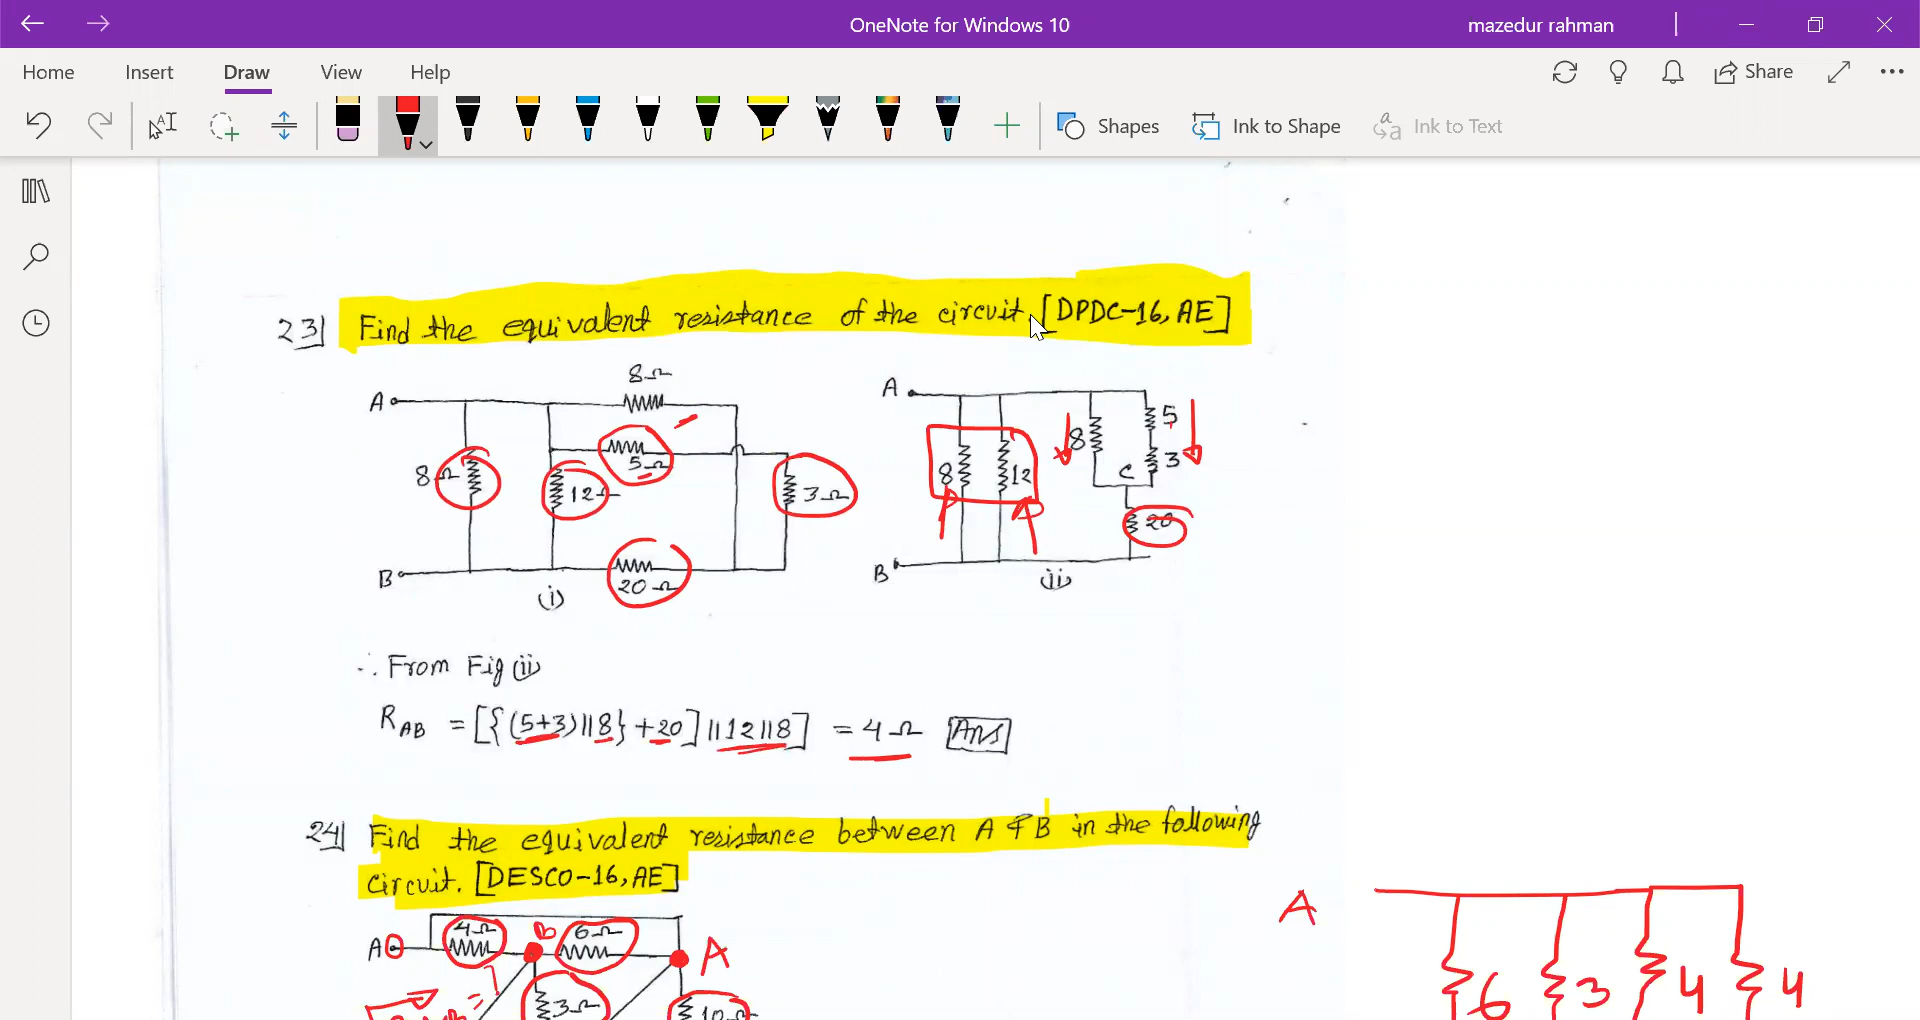 OneNote for Windows 10
mazedur rahman
Home Insert Draw View Help
Share
Shapes Ink to Shape Ink to Text
23] Find the equivalent resistance of the circuit. [DPDC-16, AE]
8Ω
A
5Ω
8Ω
12Ω
3Ω
B
20Ω
(i)
A
5
8
3
8
12
C
20
B
(ii)
∴ From Fig (ii)
R_AB = [{(5+3)||8}+20]||12||8] = 4Ω [Ans]
24] Find the equivalent resistance between A & B in the following
circuit. [DESCO-16, AE]
4Ω
B
6Ω
A
A
3Ω
10Ω
A
6 3 4 4